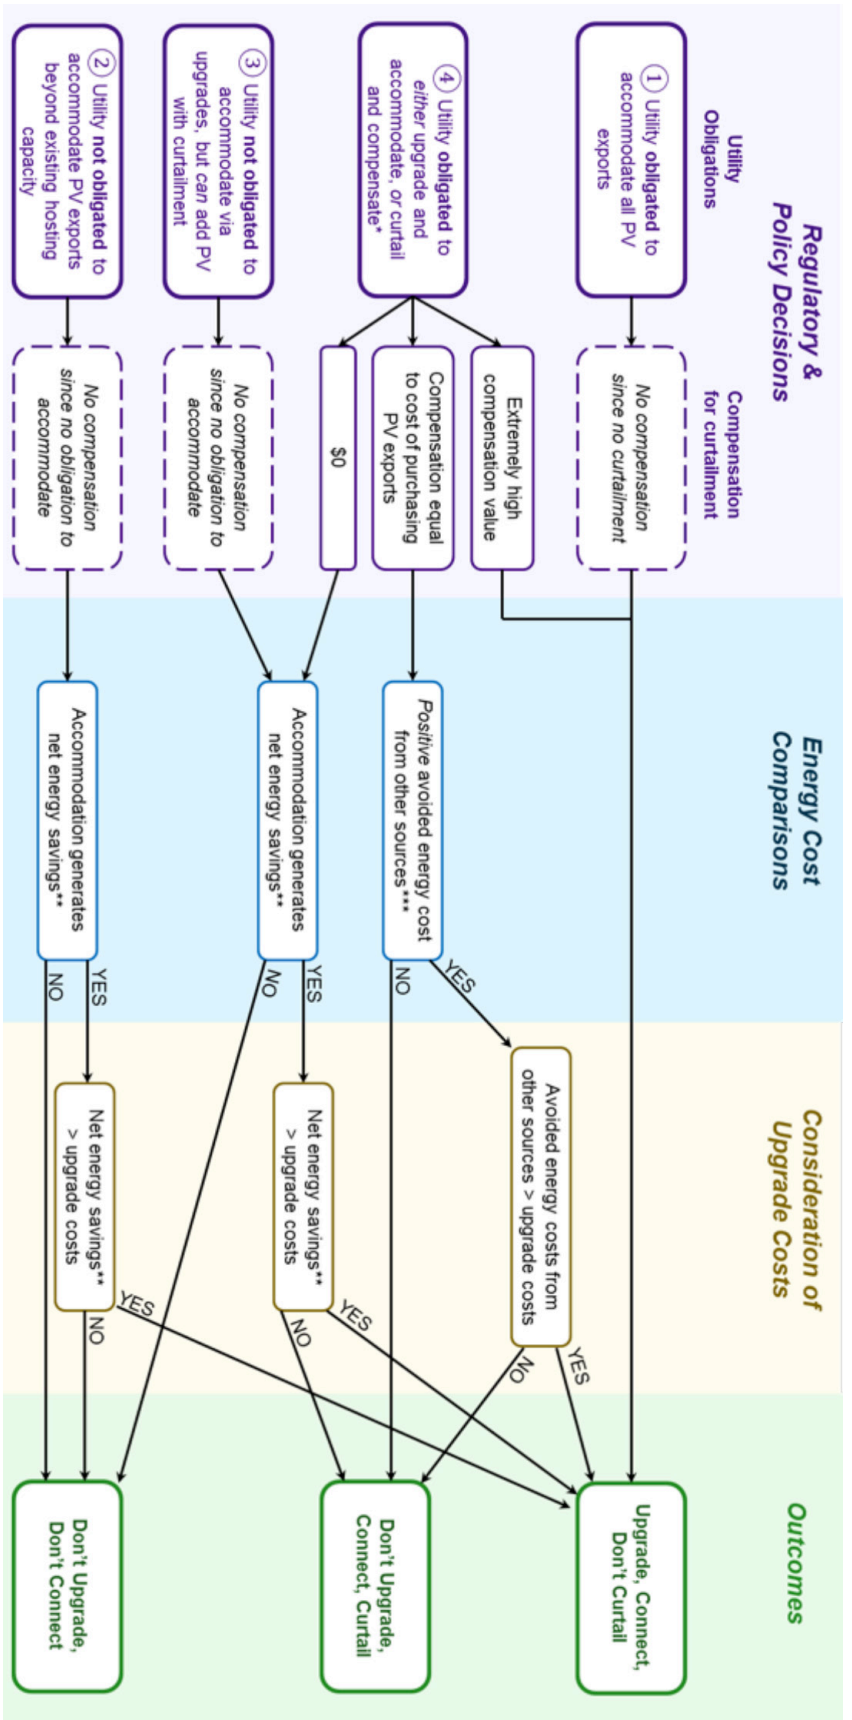 Regulatory &
Policy Decisions
Energy Cost
Comparisons
Consideration of
Upgrade Costs
Outcomes
Utility
Obligations
Compensation
for curtailment
① Utility obligated to
accommodate all PV
exports
No compensation
since no curtailment
Upgrade, Connect,
Don't Curtail
④ Utility obligated to
either upgrade and
accommodate, or curtail
and compensate*
Extremely high
compensation value
Compensation equal
to cost of purchasing
PV exports
$0
Positive avoided energy cost
from other sources***
YES
NO
Avoided energy costs from
other sources > upgrade costs
YES
NO
Don't Upgrade,
Connect, Curtail
③ Utility not obligated to
accommodate via
upgrades, but can add PV
with curtailment
No compensation
since no obligation to
accommodate
Accommodation generates
net energy savings**
YES
NO
Net energy savings**
> upgrade costs
YES
NO
② Utility not obligated to
accommodate PV exports
beyond existing hosting
capacity
No compensation
since no obligation to
accommodate
Accommodation generates
net energy savings**
YES
NO
Net energy savings**
> upgrade costs
YES
NO
Don't Upgrade,
Don't Connect